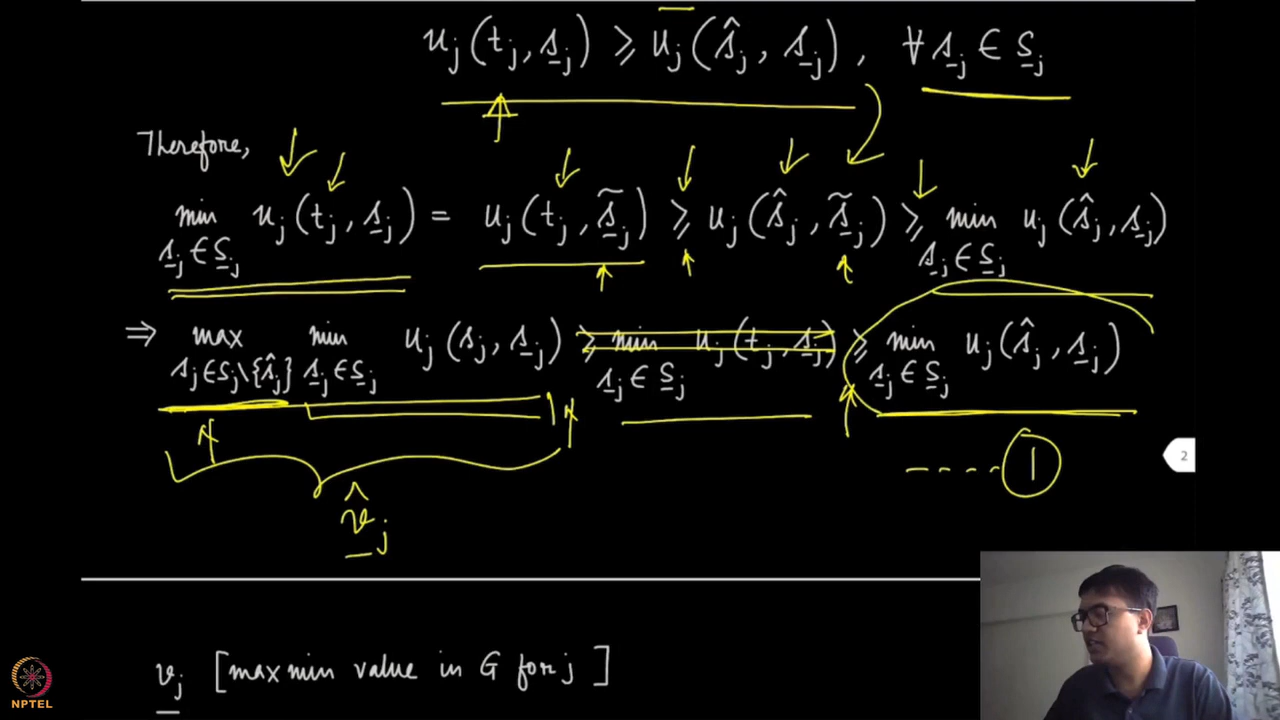 u_j(t_j, s_{-j}) ≥ u_j(ŝ_j, s_{-j}), ∀ s_{-j} ∈ S_{-j}
Therefore,
min_{s_{-j} ∈ S_{-j}} u_j(t_j, s_{-j}) = u_j(t_j, s̃_{-j}) ≥ u_j(ŝ_j, s̃_{-j}) ≥ min_{s_{-j} ∈ S_{-j}} u_j(ŝ_j, s_{-j})
⇒ max_{s_j ∈ S_j \ {ŝ_j}} min_{s_{-j} ∈ S_{-j}} u_j(s_j, s_{-j}) ≥ min_{s_{-j} ∈ S_{-j}} u_j(t_j, s_{-j}) ≥ min_{s_{-j} ∈ S_{-j}} u_j(ŝ_j, s_{-j})
---- ①
v̂_j
2
v_j [maxmin value in G for j]
NPTEL